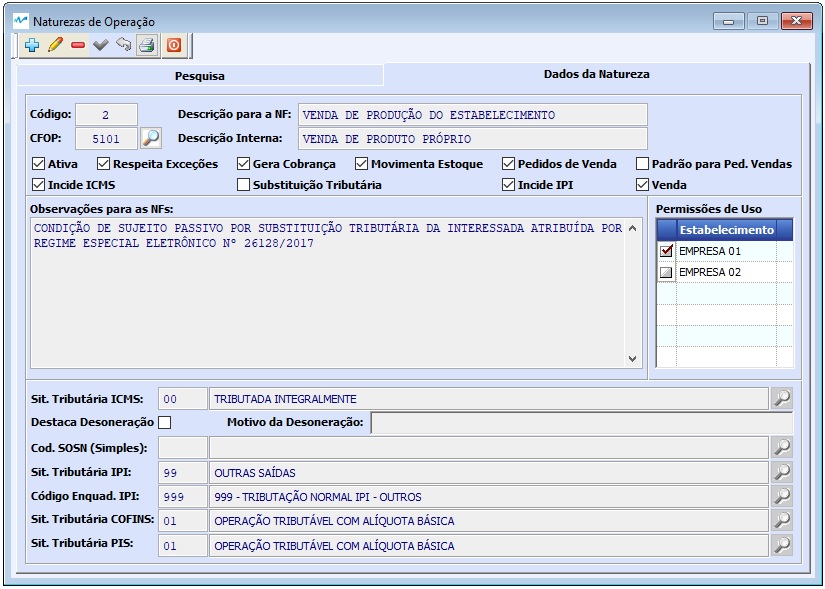 Naturezas de Operação
Pesquisa
Dados da Natureza
Código: 2 Descrição para a NF: VENDA DE PRODUÇÃO DO ESTABELECIMENTO
CFOP: 5101 Descrição Interna: VENDA DE PRODUTO PRÓPRIO
Ativa Respeita Exceções Gera Cobrança Movimenta Estoque Pedidos de Venda Padrão para Ped. Vendas
Incide ICMS Substituição Tributária Incide IPI Venda
Observações para as NFs:
CONDIÇÃO DE SUJEITO PASSIVO POR SUBSTITUIÇÃO TRIBUTÁRIA DA INTERESSADA ATRIBUÍDA POR
REGIME ESPECIAL ELETRÔNICO Nº 26128/2017
Permissões de Uso
Estabelecimento
EMPRESA 01
EMPRESA 02
Sit. Tributária ICMS: 00 TRIBUTADA INTEGRALMENTE
Destaca Desoneração Motivo da Desoneração:
Cod. SOSN (Simples):
Sit. Tributária IPI: 99 OUTRAS SAÍDAS
Código Enquad. IPI: 999 999 - TRIBUTAÇÃO NORMAL IPI - OUTROS
Sit. Tributária COFINS: 01 OPERAÇÃO TRIBUTÁVEL COM ALÍQUOTA BÁSICA
Sit. Tributária PIS: 01 OPERAÇÃO TRIBUTÁVEL COM ALÍQUOTA BÁSICA